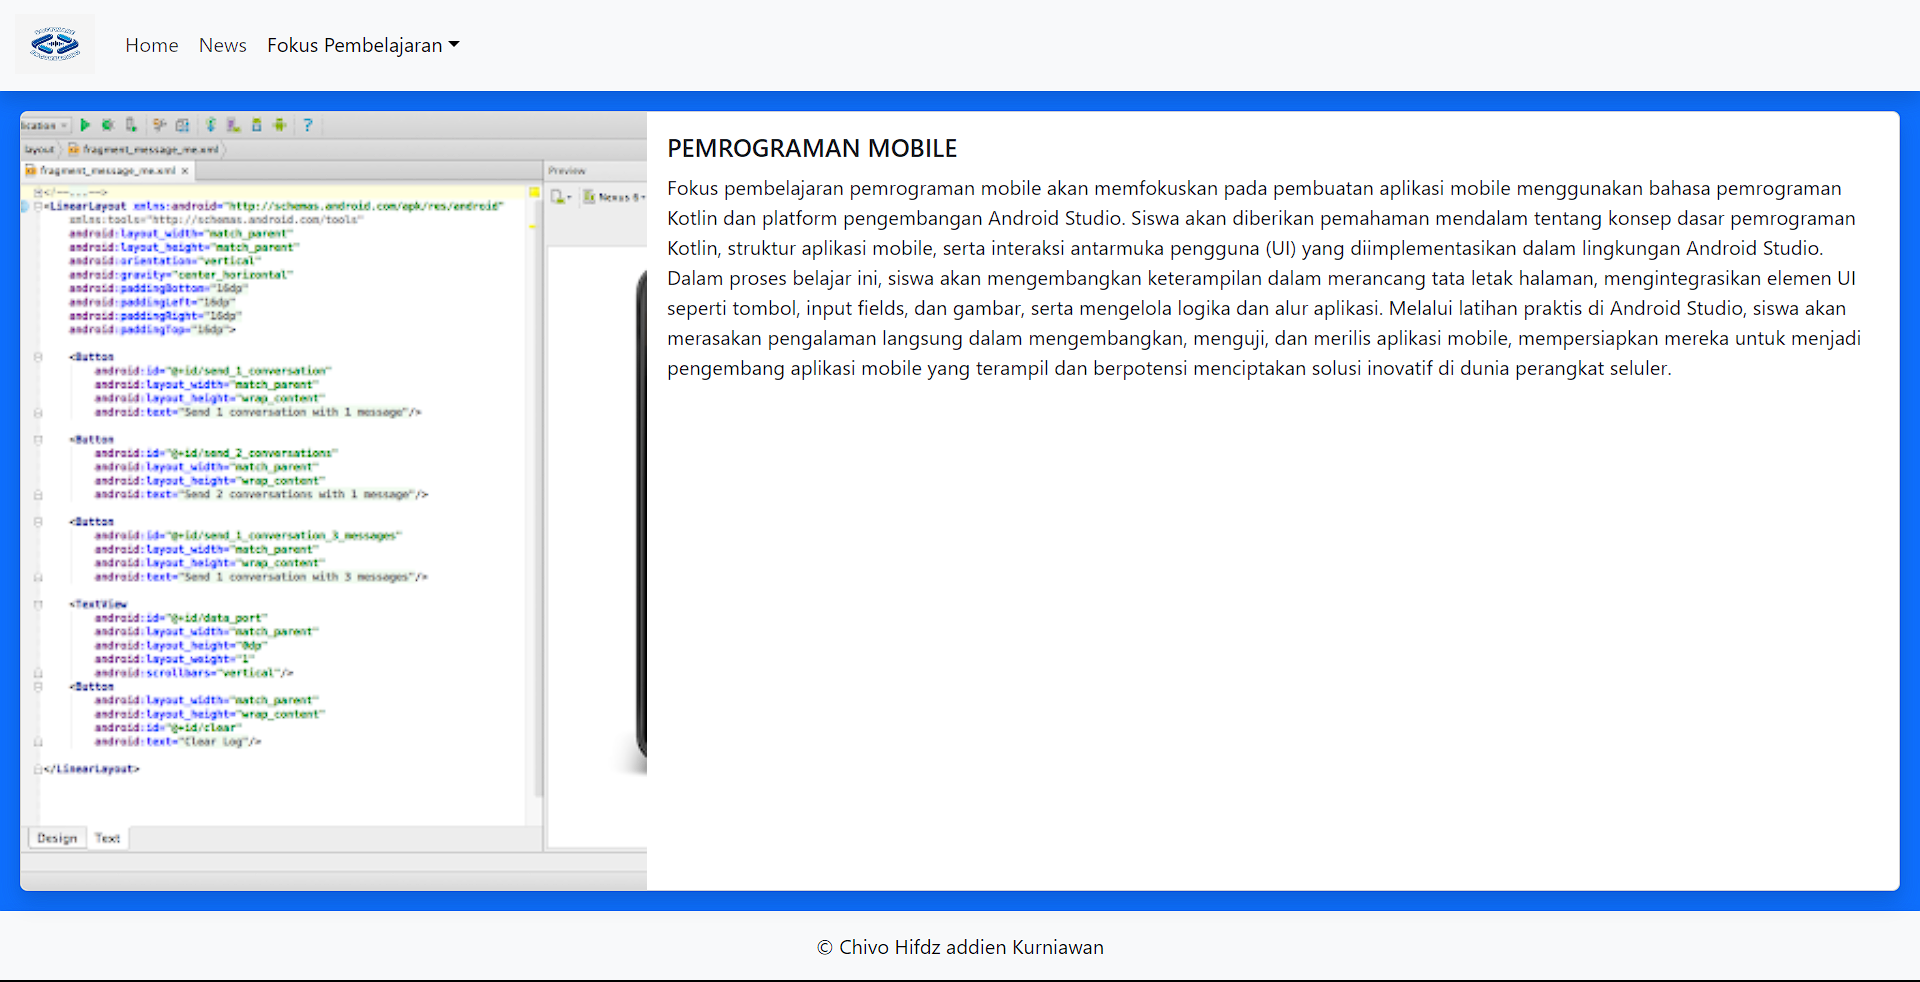 Home News Fokus Pembelajaran
lication
layout fragment_message_me.xml
fragment_message_me.xml
Preview
<!--...-->
Nexus 6
<LinearLayout xmlns:android="http://schemas.android.com/apk/res/android"
xmlns:tools="http://schemas.android.com/tools"
android:layout_width="match_parent"
android:layout_height="match_parent"
android:orientation="vertical"
android:gravity="center_horizontal"
android:paddingBottom="16dp"
android:paddingLeft="16dp"
android:paddingRight="16dp"
android:paddingTop="16dp">
<Button
android:id="@+id/send_1_conversation"
android:layout_width="match_parent"
android:layout_height="wrap_content"
android:text="Send 1 conversation with 1 message"/>
<Button
android:id="@+id/send_2_conversations"
android:layout_width="match_parent"
android:layout_height="wrap_content"
android:text="Send 2 conversations with 1 message"/>
<Button
android:id="@+id/send_1_conversation_3_messages"
android:layout_width="match_parent"
android:layout_height="wrap_content"
android:text="Send 1 conversation with 3 messages"/>
<TextView
android:id="@+id/data_port"
android:layout_width="match_parent"
android:layout_height="0dp"
android:layout_weight="1"
android:scrollbars="vertical"/>
<Button
android:layout_width="match_parent"
android:layout_height="wrap_content"
android:id="@+id/clear"
android:text="Clear Log"/>
</LinearLayout>
Design Text
PEMROGRAMAN MOBILE
Fokus pembelajaran pemrograman mobile akan memfokuskan pada pembuatan aplikasi mobile menggunakan bahasa pemrograman
Kotlin dan platform pengembangan Android Studio. Siswa akan diberikan pemahaman mendalam tentang konsep dasar pemrograman
Kotlin, struktur aplikasi mobile, serta interaksi antarmuka pengguna (UI) yang diimplementasikan dalam lingkungan Android Studio.
Dalam proses belajar ini, siswa akan mengembangkan keterampilan dalam merancang tata letak halaman, mengintegrasikan elemen UI
seperti tombol, input fields, dan gambar, serta mengelola logika dan alur aplikasi. Melalui latihan praktis di Android Studio, siswa akan
merasakan pengalaman langsung dalam mengembangkan, menguji, dan merilis aplikasi mobile, mempersiapkan mereka untuk menjadi
pengembang aplikasi mobile yang terampil dan berpotensi menciptakan solusi inovatif di dunia perangkat seluler.
© Chivo Hifdz addien Kurniawan